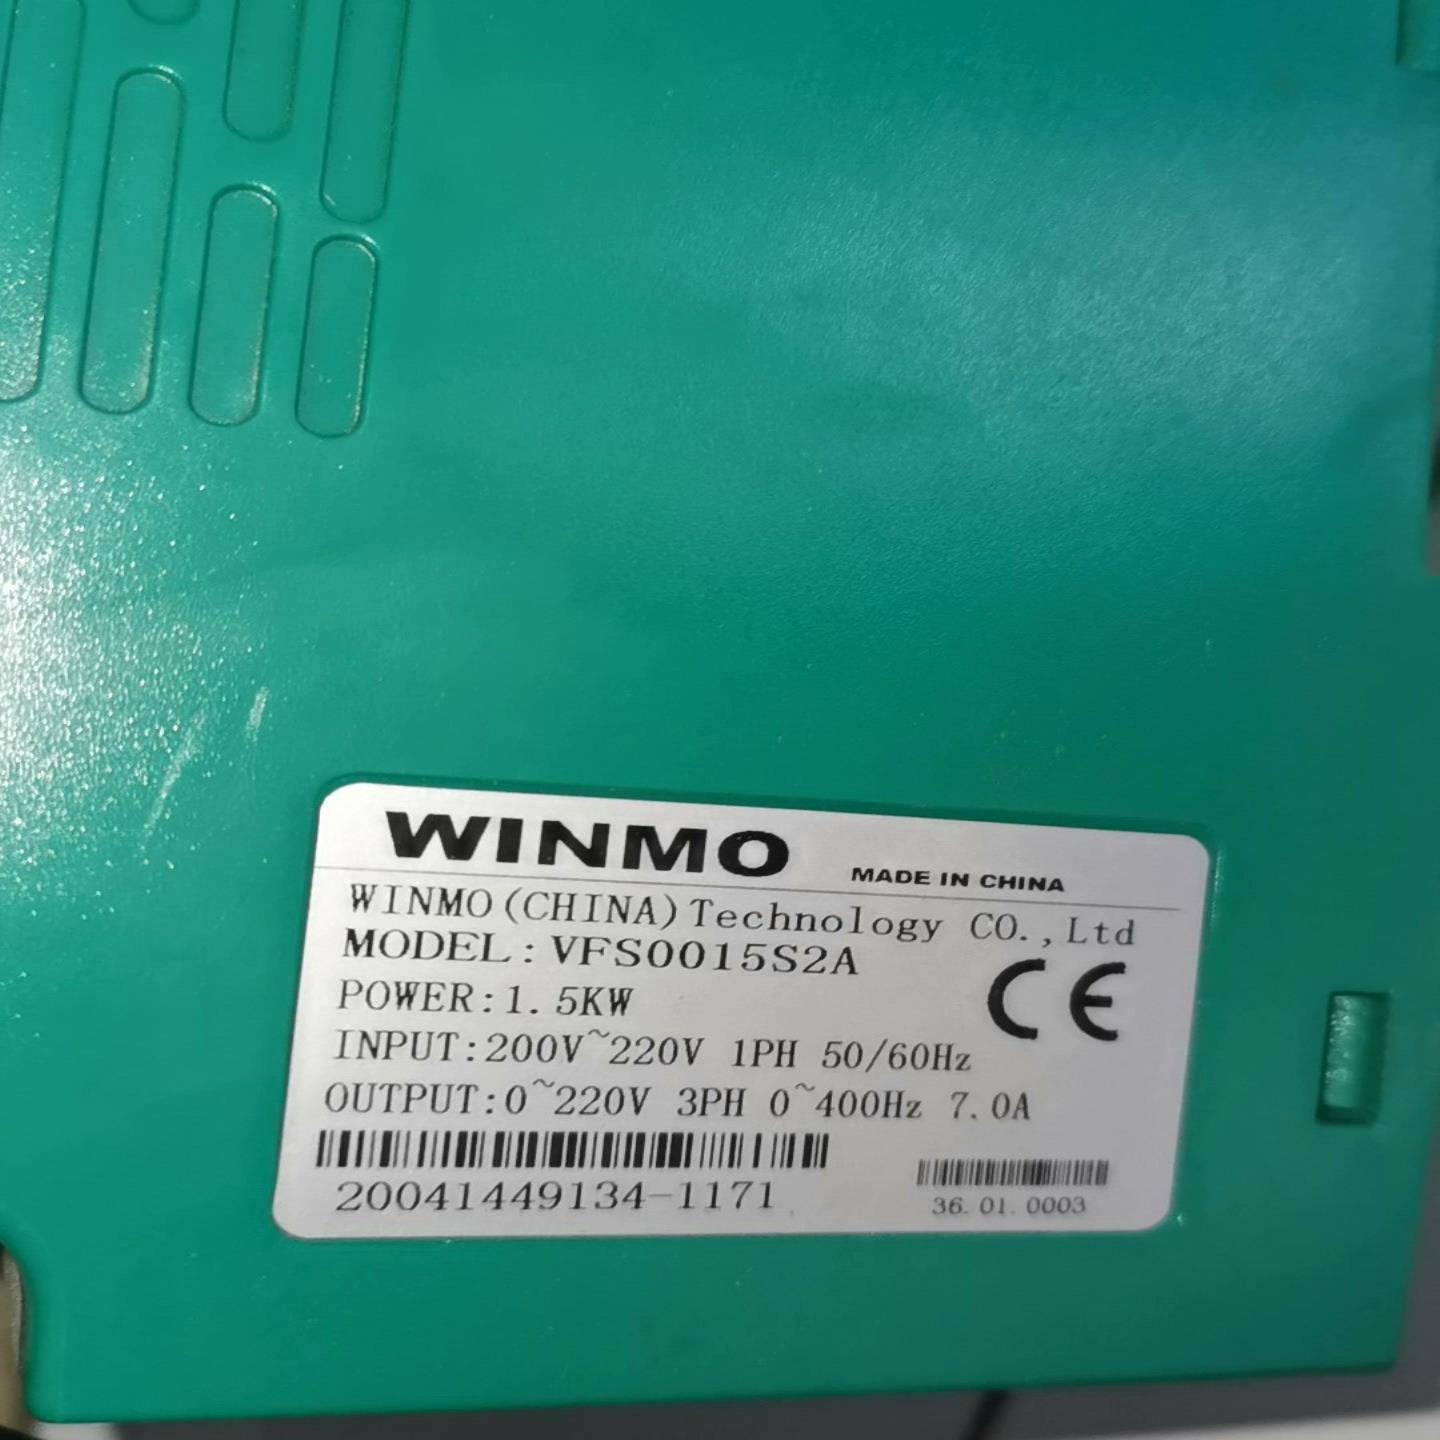 WINMO
MADE IN CHINA
WINMO(CHINA)Technology CO.,Ltd
MODEL:VFS0015S2A
CE
POWER:1.5KW
INPUT:200V~220V 1PH 50/60Hz
OUTPUT:0~220V 3PH 0~400Hz 7.0A
20041449134-1171
36.01.0003